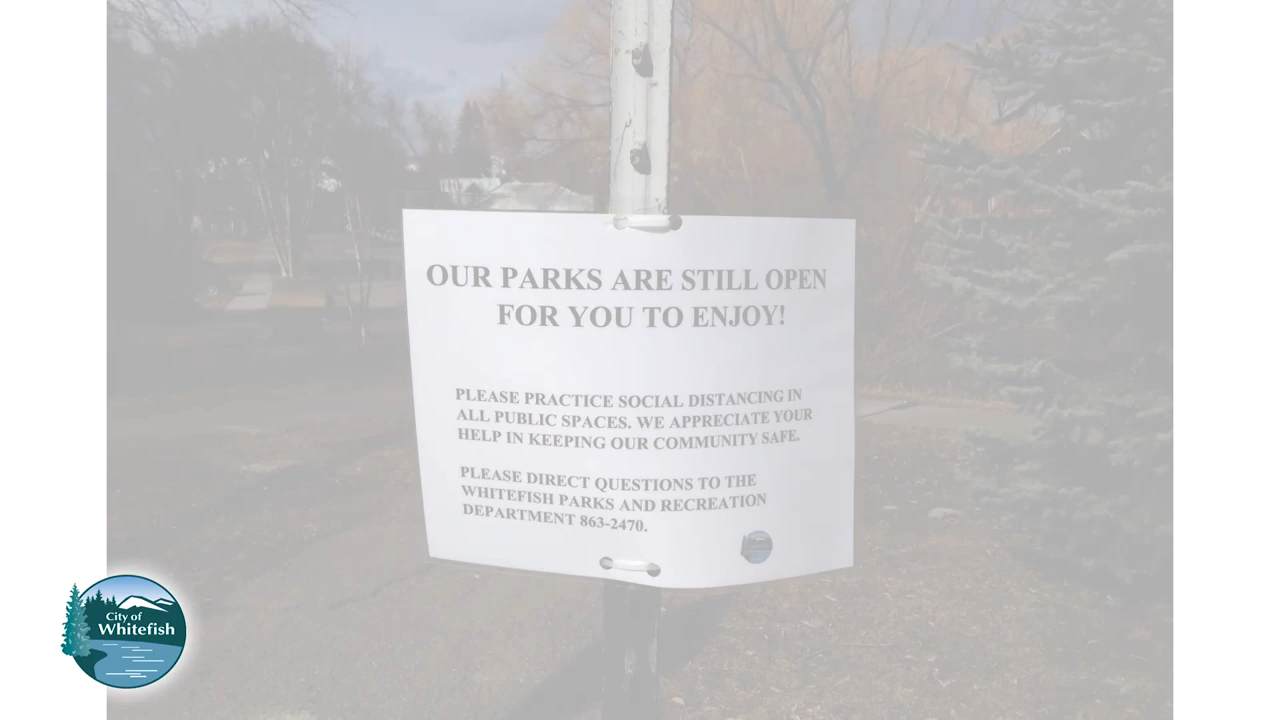 OUR PARKS ARE STILL OPEN
FOR YOU TO ENJOY!
PLEASE PRACTICE SOCIAL DISTANCING IN
ALL PUBLIC SPACES. WE APPRECIATE YOUR
HELP IN KEEPING OUR COMMUNITY SAFE.
PLEASE DIRECT QUESTIONS TO THE
WHITEFISH PARKS AND RECREATION
DEPARTMENT 863-2470.
City of
Whitefish